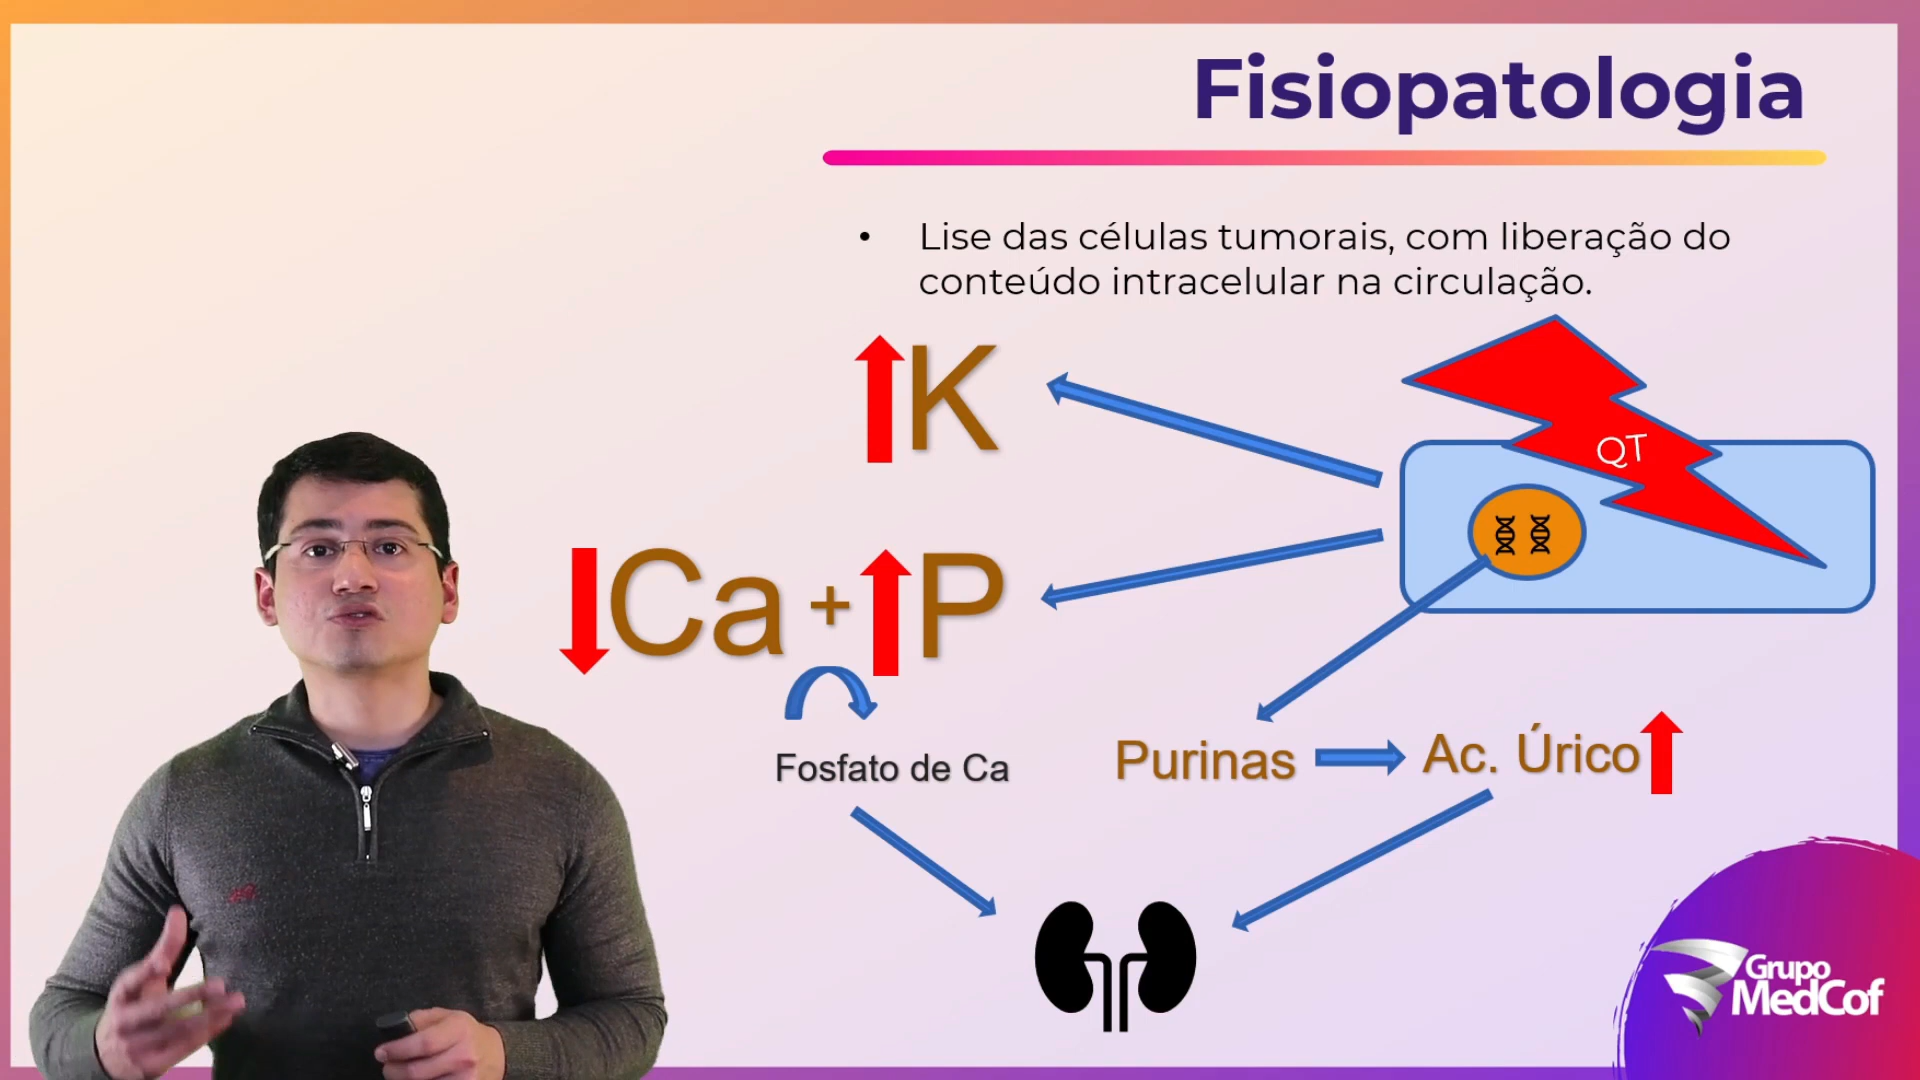 Fisiopatologia
• Lise das células tumorais, com liberação do
conteúdo intracelular na circulação.
K
QT
Ca + P
Fosfato de Ca
Purinas
Ac. Úrico
Grupo
MedCof